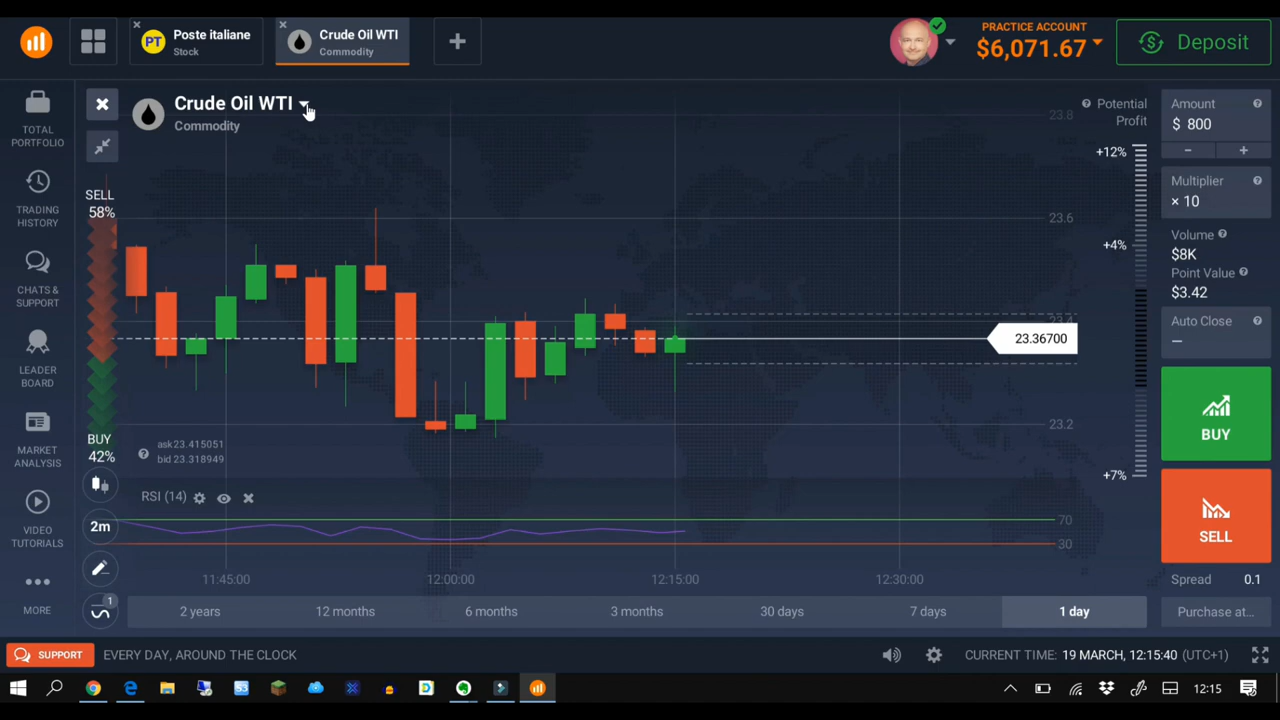 PT
Poste italiane
Stock
Crude Oil WTI
Commodity
PRACTICE ACCOUNT
$6,071.67
Deposit
TOTAL
PORTFOLIO
TRADING
HISTORY
CHATS &
SUPPORT
LEADER
BOARD
MARKET
ANALYSIS
VIDEO
TUTORIALS
MORE
Crude Oil WTI
Commodity
SELL
58%
BUY
42%
ask 23.415051
bid 23.318949
RSI (14)
2m
1
23.8
23.6
23.4
23.2
23.36700
70
30
Potential
Profit
+12%
+4%
+7%
11:45:00
12:00:00
12:15:00
12:30:00
2 years
12 months
6 months
3 months
30 days
7 days
1 day
Amount
$ 800
Multiplier
× 10
Volume
$8K
Point Value
$3.42
Auto Close
BUY
SELL
Spread 0.1
Purchase at...
SUPPORT
EVERY DAY, AROUND THE CLOCK
CURRENT TIME: 19 MARCH, 12:15:40 (UTC+1)
12:15